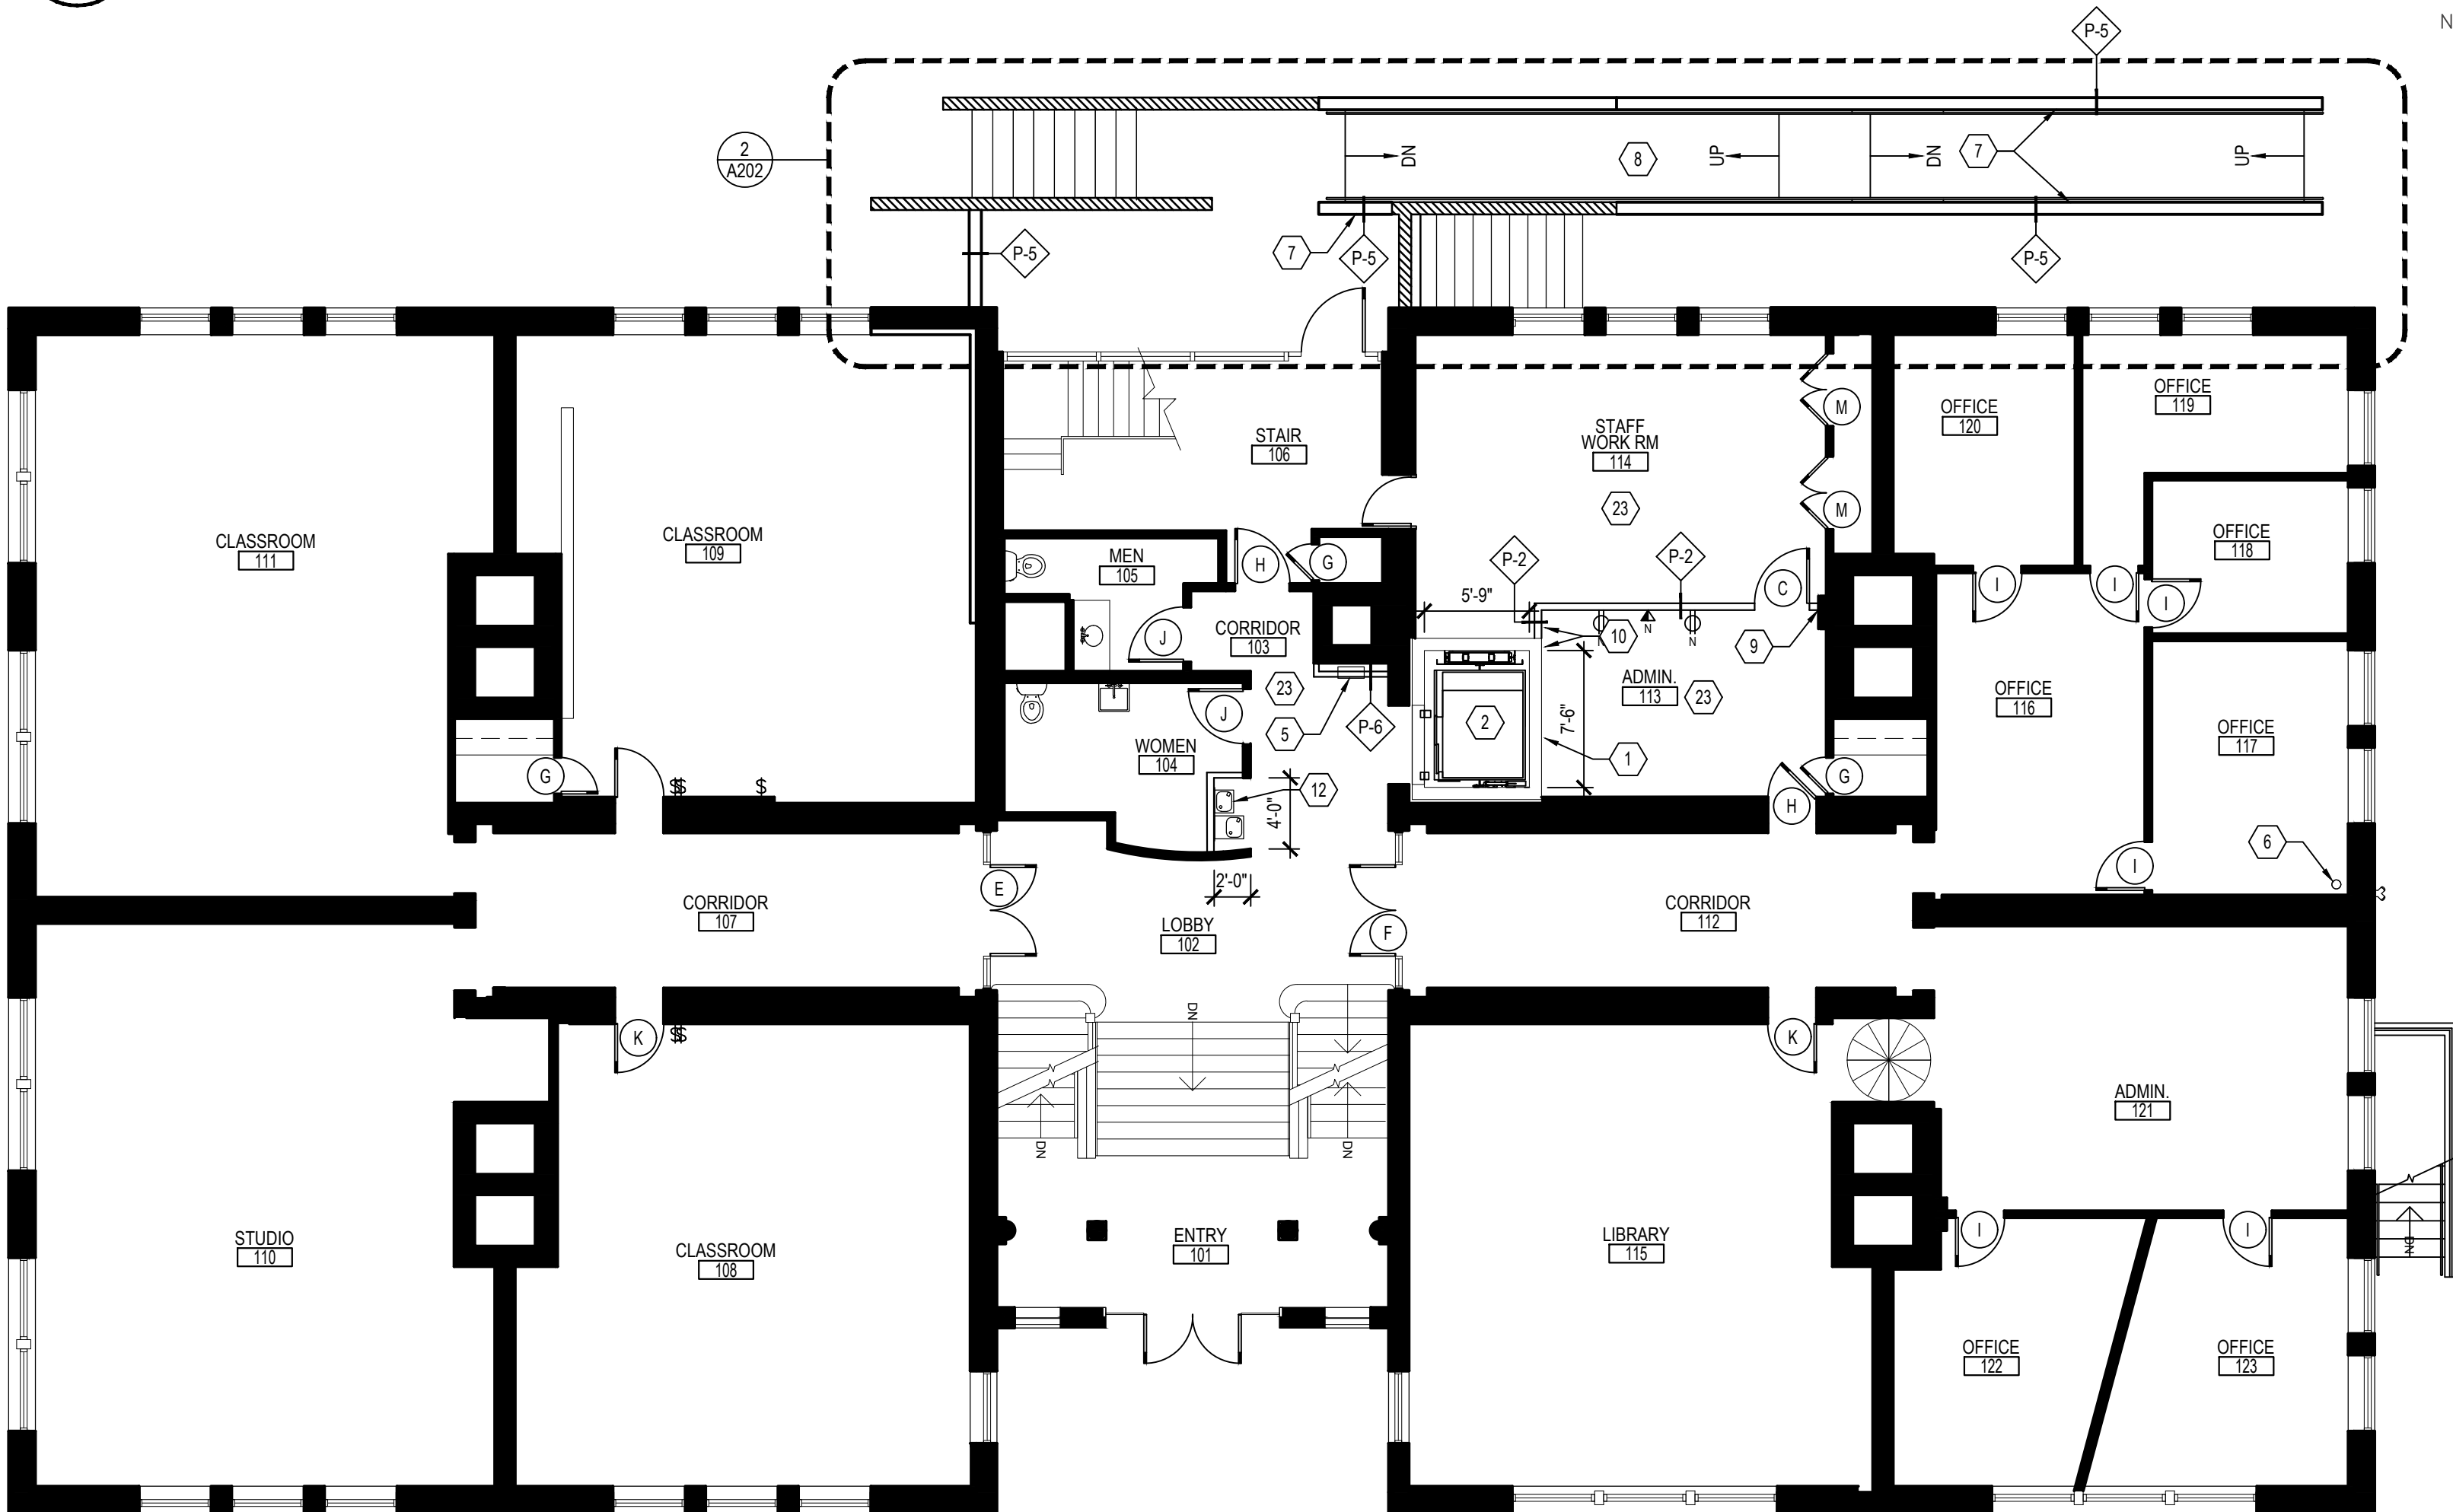 N
P-5
2
A202
DN
8
UP
DN
7
UP
P-5
7
P-5
P-5
OFFICE
119
OFFICE
120
M
STAIR
106
STAFF
WORK RM
114
23
M
CLASSROOM
111
CLASSROOM
109
MEN
105
H
G
P-2
P-2
OFFICE
118
5'-9"
C
I
I
I
J
CORRIDOR
103
10
N
N
N
9
23
ADMIN.
113
23
OFFICE
116
J
5
P-6
2
7'-6"
1
OFFICE
117
WOMEN
104
G
$$
$
12
4'-0"
H
G
6
I
E
2'-0"
CORRIDOR
107
LOBBY
102
F
CORRIDOR
112
DN
K
$$
K
ADMIN.
121
DN
DN
STUDIO
110
CLASSROOM
108
ENTRY
101
LIBRARY
115
I
I
DN
OFFICE
122
OFFICE
123